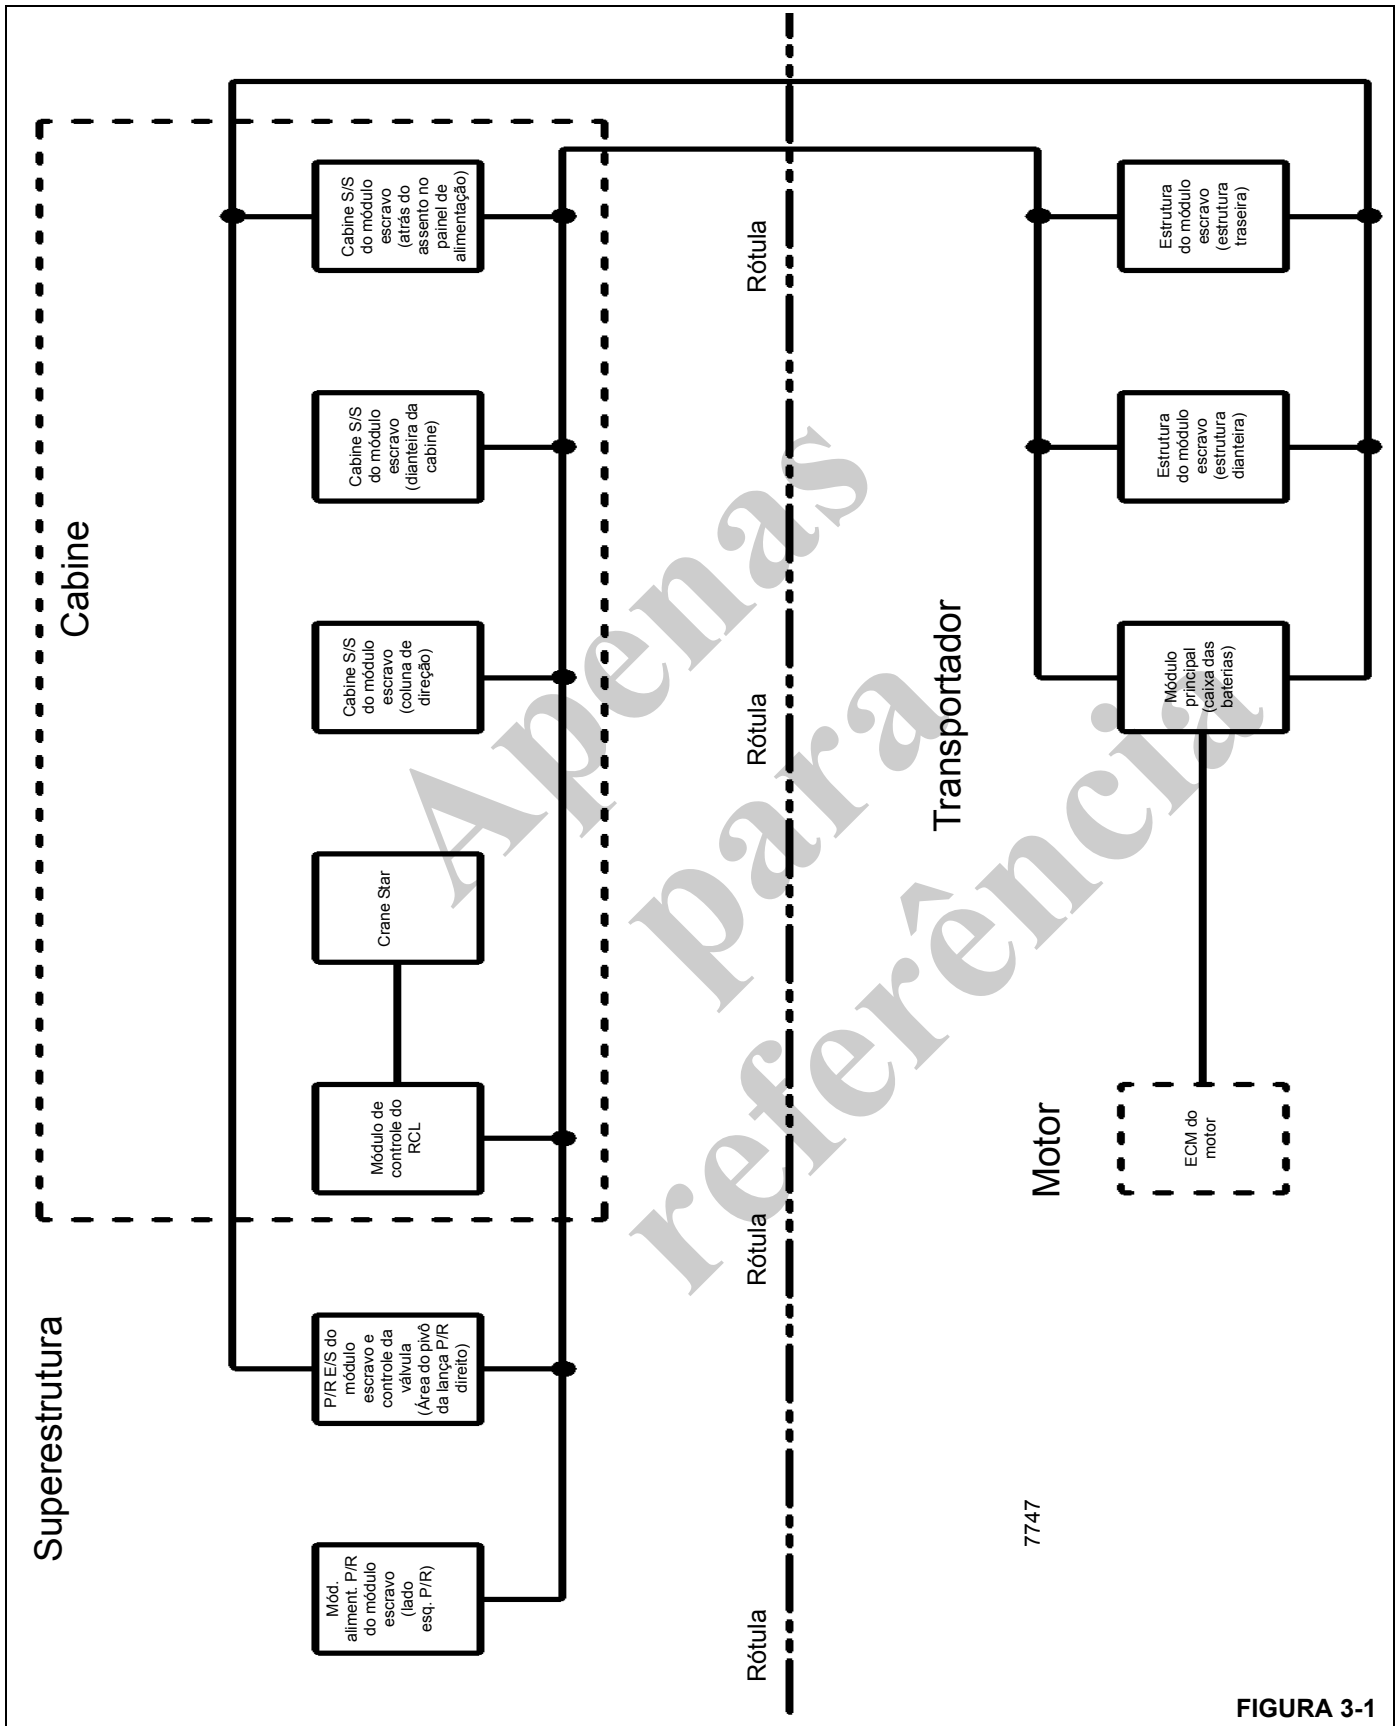 Superestrutura
Cabine
Mód.
aliment. P/R
do módulo
escravo
(lado
esq. P/R)
P/R E/S do
módulo
escravo e
controle da
válvula
(Área do pivô
da lança P/R
direito)
Módulo de
controle do
RCL
Crane Star
Cabine S/S
do módulo
escravo
(coluna de
direção)
Cabine S/S
do módulo
escravo
(dianteira da
cabine)
Cabine S/S
do módulo
escravo
(atrás do
assento no
painel de
alimentação)
Rótula
Rótula
Rótula
Rótula
Transportador
Motor
ECM do
motor
Módulo
principal
(caixa das
baterias)
Estrutura
do módulo
escravo
(estrutura
dianteira)
Estrutura
do módulo
escravo
(estrutura
traseira)
7747
Apenas
para
referência
FIGURA 3-1